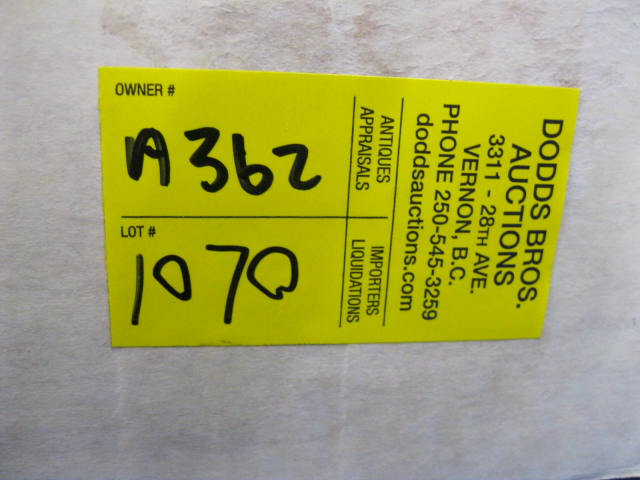 OWNER #
A362
LOT #
1070
ANTIQUES
APPRAISALS
IMPORTERS
LIQUIDATIONS
DODDS BROS.
AUCTIONS
3311 - 28TH AVE.
VERNON, B.C.
PHONE 250-545-3259
doddsauctions.com